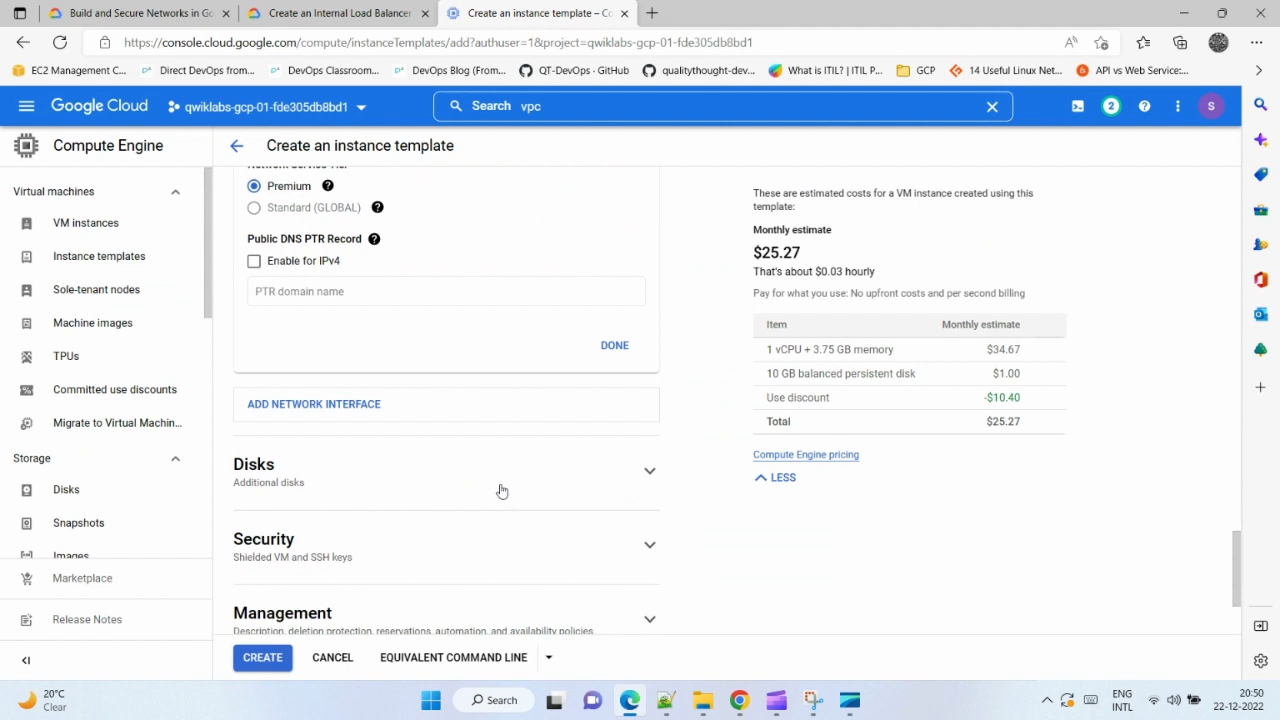 Build and Secure Networks in Go
Create an Internal Load Balancer
Create an instance template – Co
https://console.cloud.google.com/compute/instanceTemplates/add?authuser=1&project=qwiklabs-gcp-01-fde305db8bd1
EC2 Management C...
Direct DevOps from...
DevOps Classroom...
DevOps Blog (From...
QT-DevOps - GitHub
qualitythought-dev...
What is ITIL? | ITIL P...
GCP
14 Useful Linux Net...
API vs Web Service:...
Google Cloud
qwiklabs-gcp-01-fde305db8bd1
Search vpc
2
S
Compute Engine
Create an instance template
Virtual machines
VM instances
Instance templates
Sole-tenant nodes
Machine images
TPUs
Committed use discounts
Migrate to Virtual Machin...
Storage
Disks
Snapshots
Images
Marketplace
Release Notes
Premium
Standard (GLOBAL)
Public DNS PTR Record
Enable for IPv4
PTR domain name
DONE
ADD NETWORK INTERFACE
Disks
Additional disks
Security
Shielded VM and SSH keys
Management
Description, deletion protection, reservations, automation, and availability policies
CREATE
CANCEL
EQUIVALENT COMMAND LINE
These are estimated costs for a VM instance created using this
template:
Monthly estimate
$25.27
That's about $0.03 hourly
Pay for what you use: No upfront costs and per second billing
Item Monthly estimate
1 vCPU + 3.75 GB memory $34.67
10 GB balanced persistent disk $1.00
Use discount -$10.40
Total $25.27
Compute Engine pricing
LESS
20°C
Clear
Search
ENG
INTL
20:50
22-12-2022